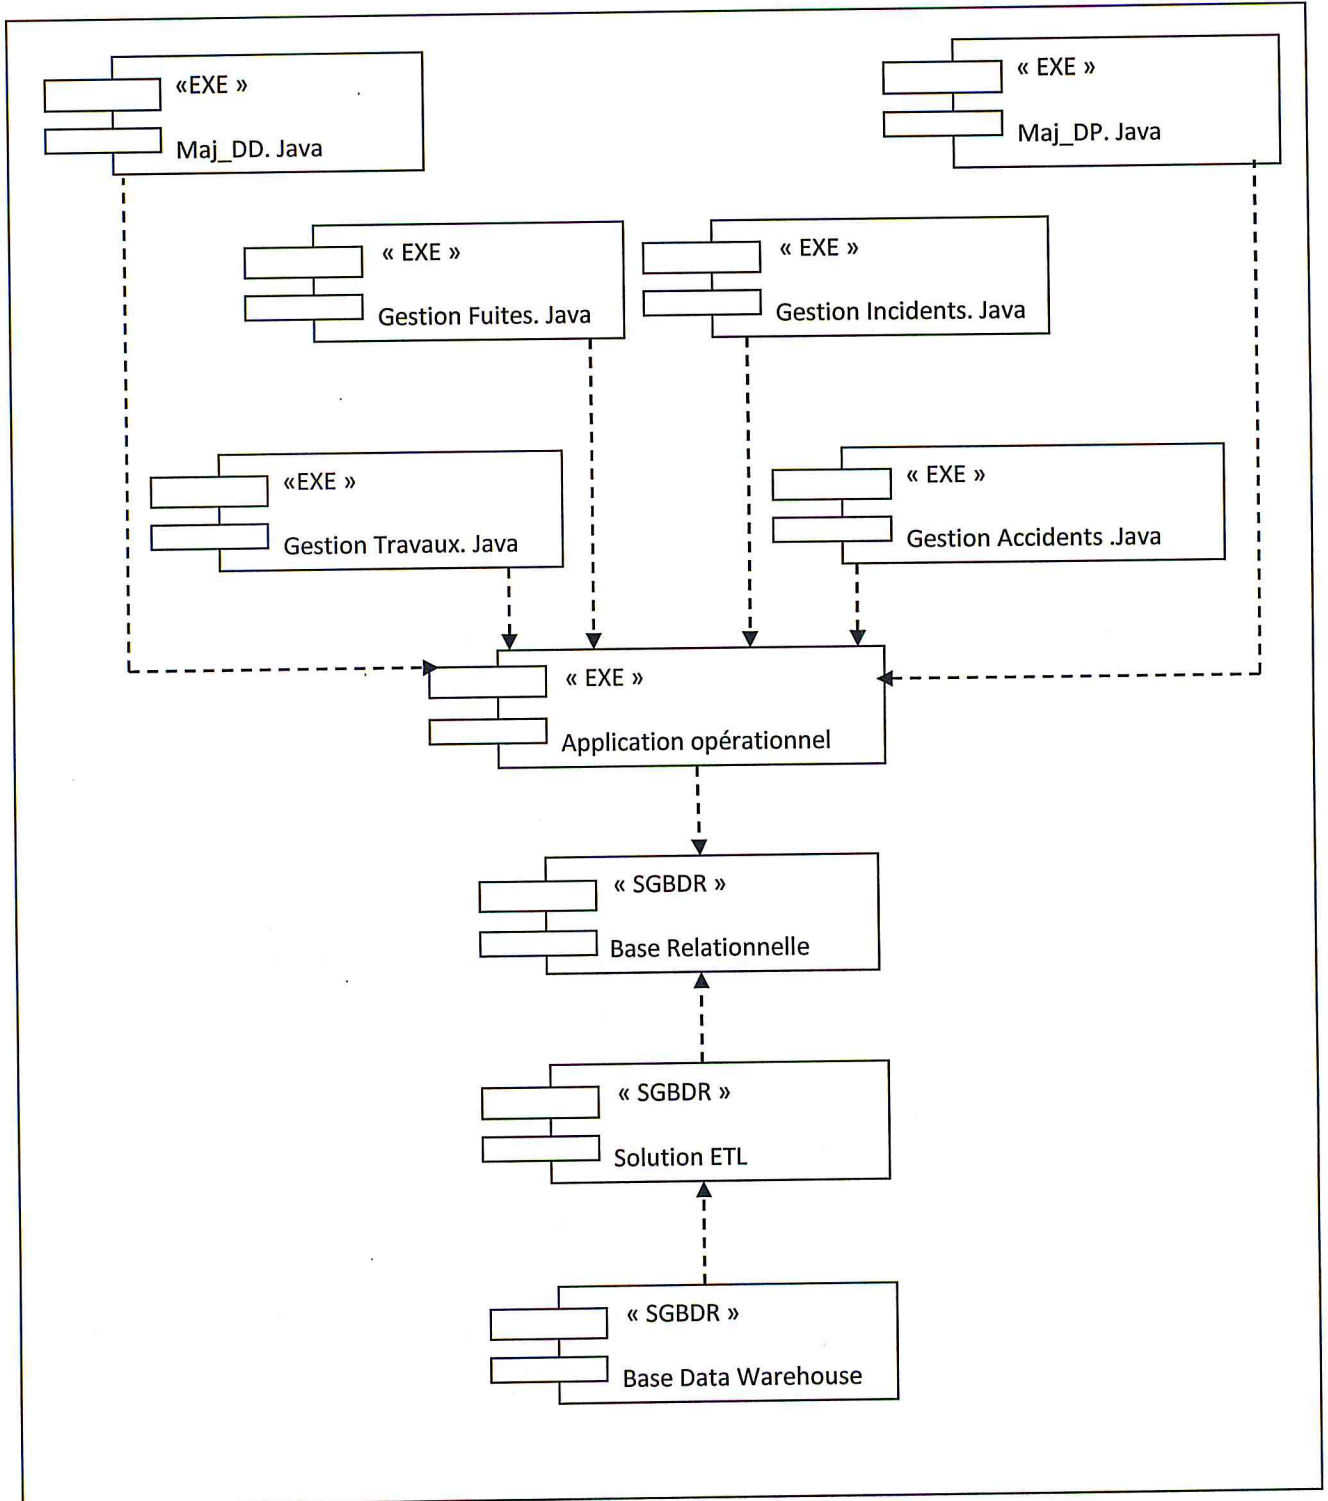 «EXE »
Maj_DD. Java
« EXE »
Maj_DP. Java
« EXE »
Gestion Fuites. Java
« EXE »
Gestion Incidents. Java
«EXE »
Gestion Travaux. Java
« EXE »
Gestion Accidents .Java
« EXE »
Application opérationnel
« SGBDR »
Base Relationnelle
« SGBDR »
Solution ETL
« SGBDR »
Base Data Warehouse